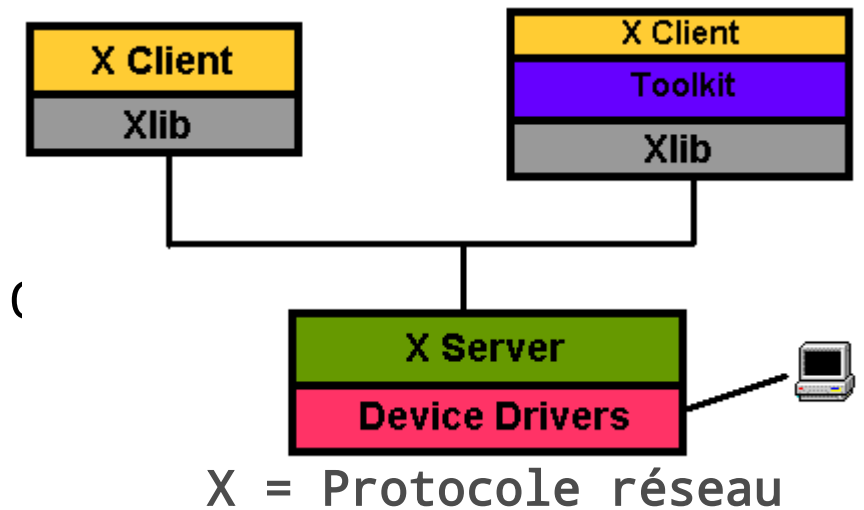 X Client
Xlib
X Client
Toolkit
Xlib
X Server
Device Drivers
X = Protocole réseau